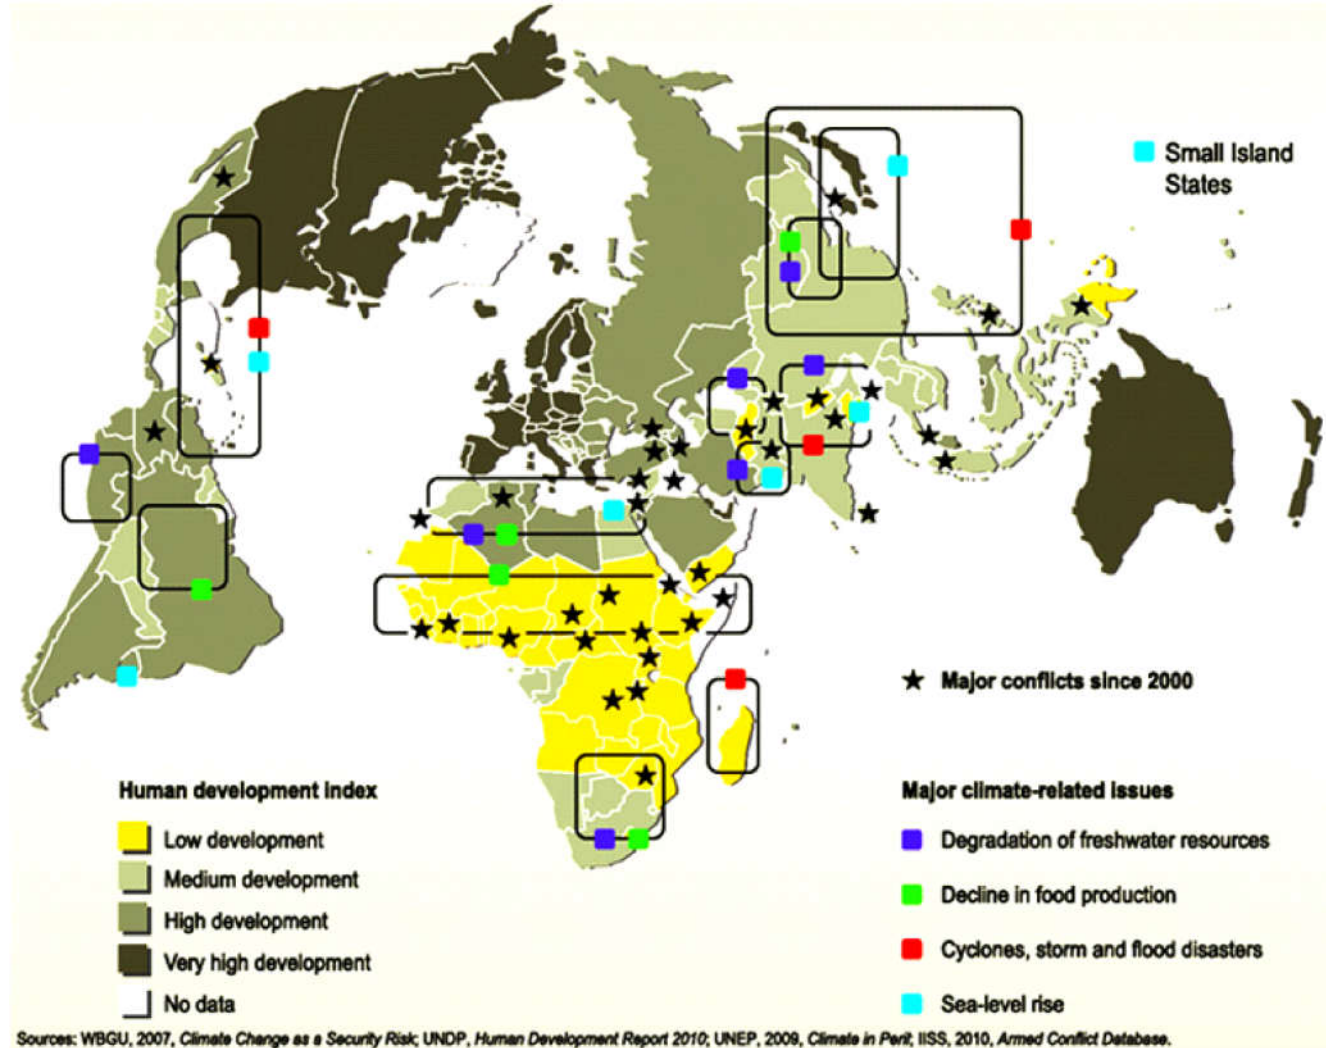 Small Island
States
Major conflicts since 2000
Human development index
Low development
Medium development
High development
Very high development
No data
Major climate-related issues
Degradation of freshwater resources
Decline in food production
Cyclones, storm and flood disasters
Sea-level rise
Sources: WBGU, 2007, Climate Change as a Security Risk; UNDP, Human Development Report 2010; UNEP, 2009, Climate in Peril; IISS, 2010, Armed Conflict Database.